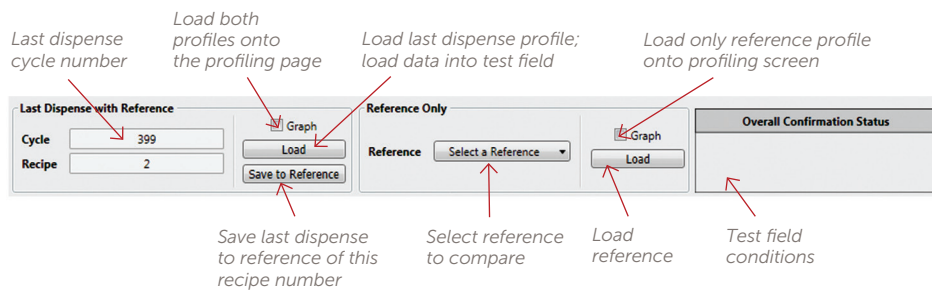 Last dispense
cycle number
Load both
profiles onto
the profiling page
Load last dispense profile;
load data into test field
Load only reference profile
onto profiling screen
Last Dispense with Reference
Cycle
399
Recipe
2
Graph
Load
Save to Reference
Reference Only
Reference
Select a Reference
Graph
Load
Overall Confirmation Status
Save last dispense
to reference of this
recipe number
Select reference
to compare
Load
reference
Test field
conditions